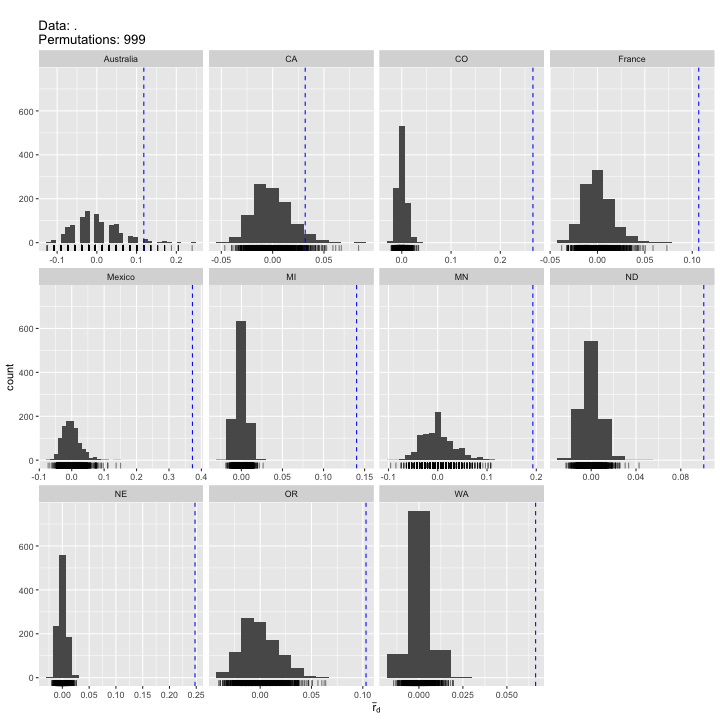 Data: .
Permutations: 999
Australia CA CO France
600
400
200
0
-0.1 0.0 0.1 0.2 -0.05 0.00 0.05 0.0 0.1 0.2 -0.05 0.00 0.05 0.10
Mexico MI MN ND
count
600
400
200
0
-0.1 0.0 0.1 0.2 0.3 0.4 0.00 0.05 0.10 0.15 -0.1 0.0 0.1 0.2 0.00 0.04 0.08
NE OR WA
600
400
200
0
0.00 0.05 0.10 0.15 0.20 0.25 0.00 0.05 0.10 0.000 0.025 0.050
r̄d